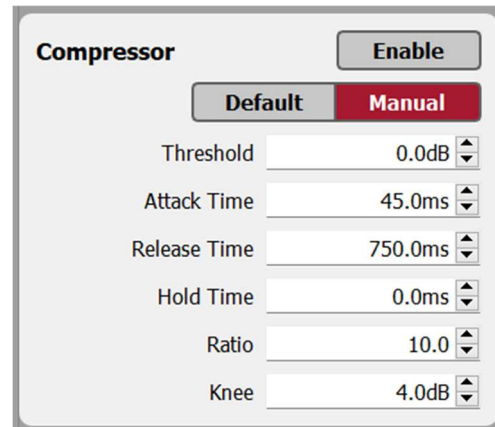 Compressor Enable
Default Manual
Threshold 0.0dB
Attack Time 45.0ms
Release Time 750.0ms
Hold Time 0.0ms
Ratio 10.0
Knee 4.0dB